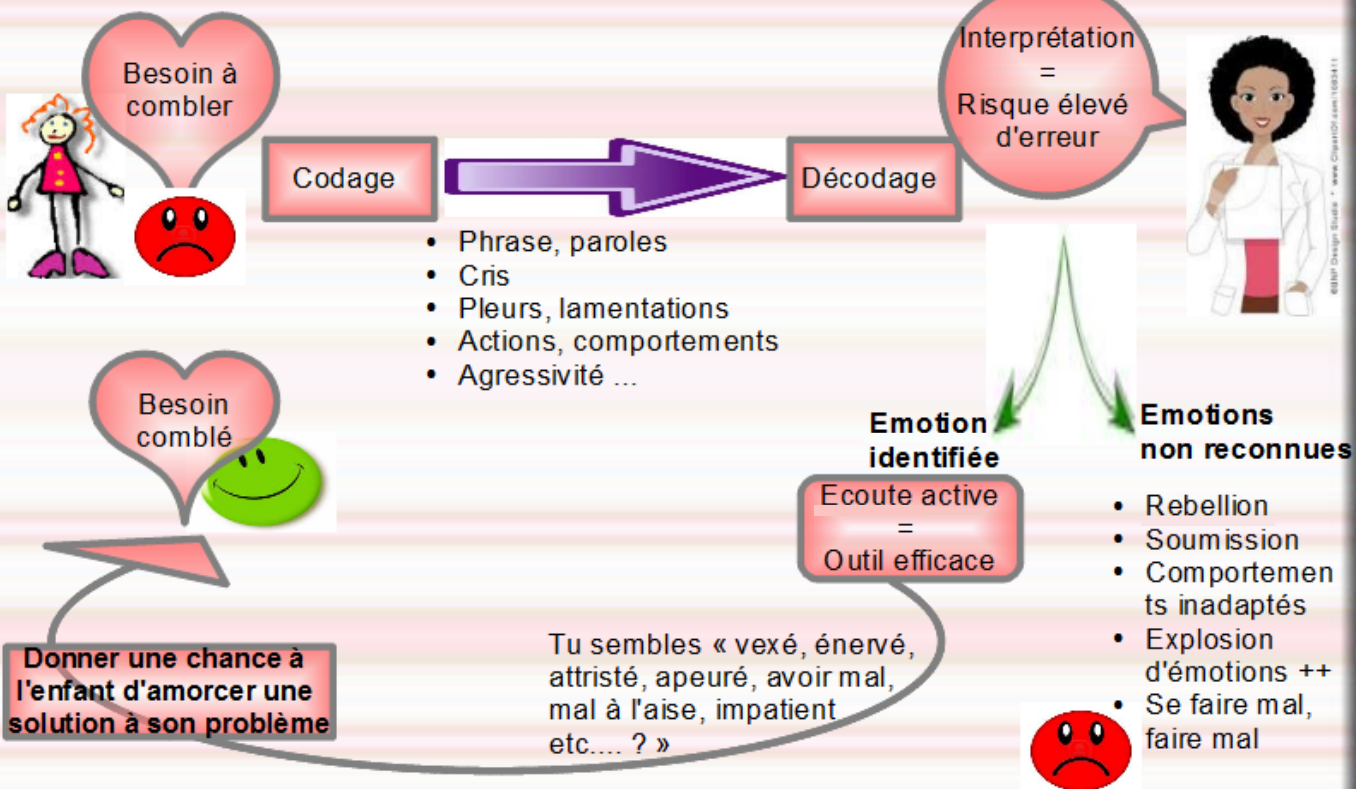 Besoin à
combler
Codage
Décodage
Interprétation
=
Risque élevé
d'erreur
• Phrase, paroles
• Cris
• Pleurs, lamentations
• Actions, comportements
• Agressivité ...
Besoin
comblé
Emotion
identifiée
Ecoute active
=
Outil efficace
Emotions
non reconnues
• Rebellion
• Soumission
• Comportemen
ts inadaptés
• Explosion
d'émotions ++
• Se faire mal,
faire mal
Tu sembles « vexé, énervé,
attristé, apeuré, avoir mal,
mal à l'aise, impatient
etc.... ? »
Donner une chance à
l'enfant d'amorcer une
solution à son problème